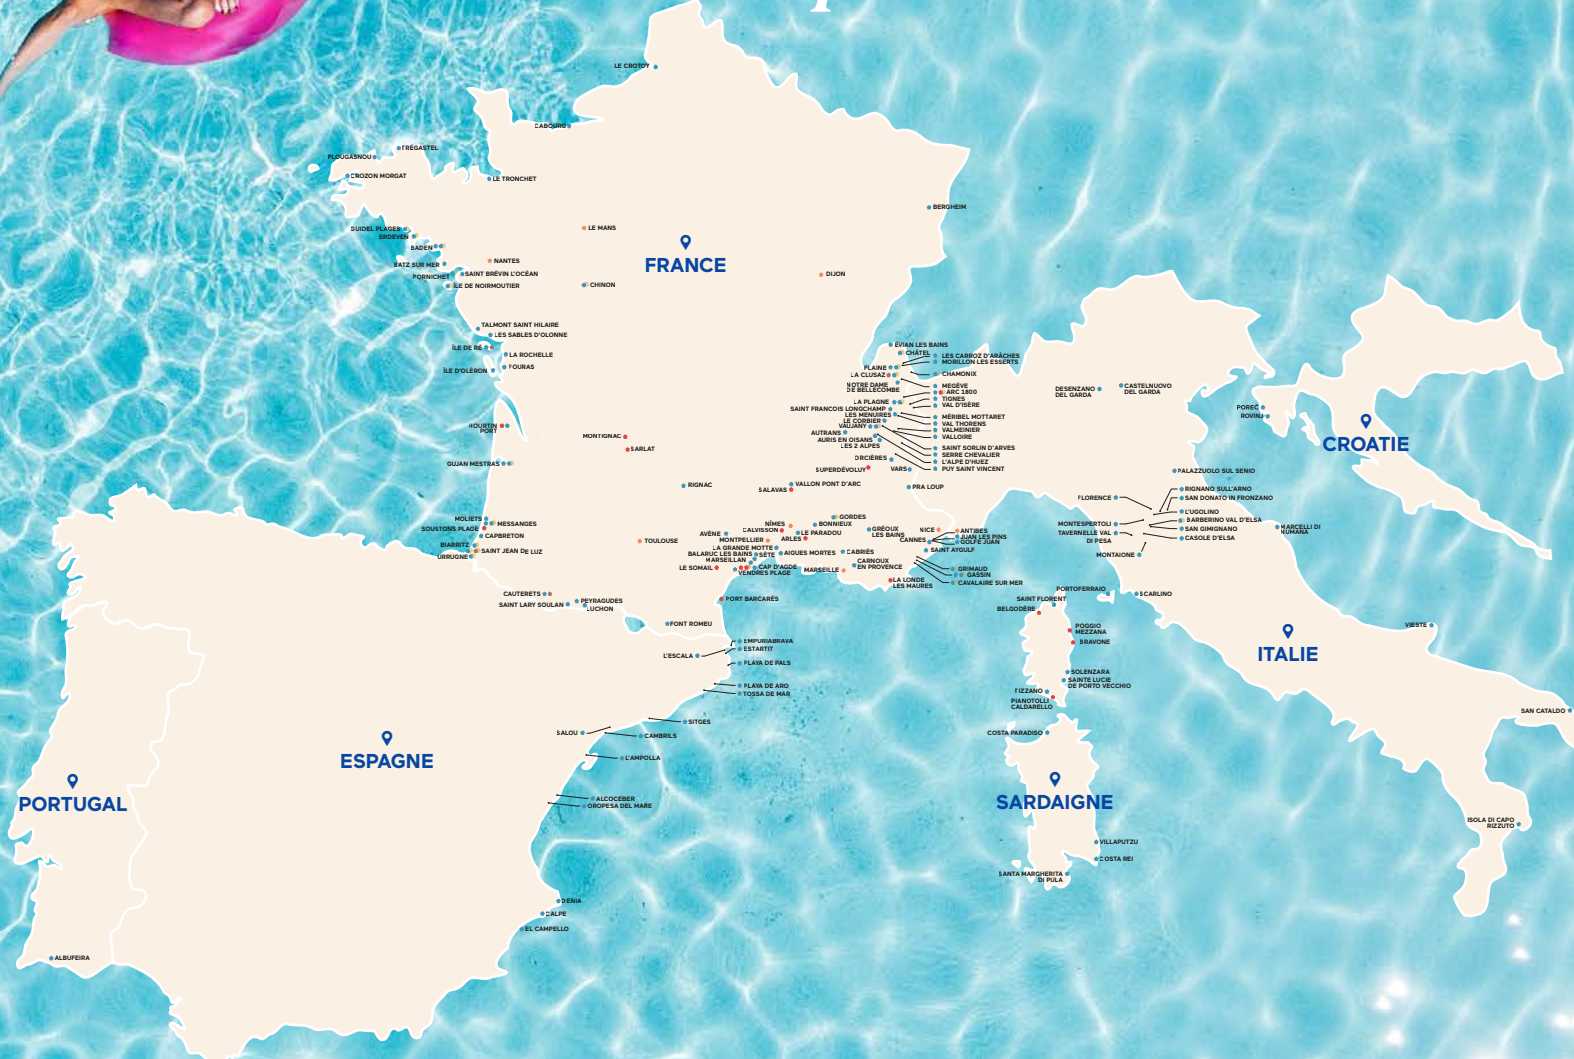 LE CROTOY
CABOURG
TRÉGASTEL
PLOUGASNOU
CROZON MORGAT
LE TRONCHET
BERGHEIM
GUIDEL PLAGES
ERDEVEN
BADEN
LE MANS
FRANCE
BATZ SUR MER
NANTES
PORNICHET
SAINT BRÉVIN L'OCÉAN
DIJON
ÎLE DE NOIRMOUTIER
CHINON
TALMONT SAINT HILAIRE
LES SABLES D'OLONNE
ÎLE DE RÉ
LA ROCHELLE
FOURAS
ÎLE D'OLÉRON
ÉVIAN LES BAINS
CHÂTEL
LES CARROZ D'ARÂCHES
MORILLON LES ESSERTS
FLAINE
LA CLUSAZ
CHAMONIX
NOTRE DAME
DE BELLECOMBE
MEGÈVE
ARC 1800
TIGNES
VAL D'ISÈRE
LA PLAGNE
SAINT FRANCOIS LONGCHAMP
LES MENUIRES
LE CORBIER
MÉRIBEL MOTTARET
VAL THORENS
VALMEINIER
VALLOIRE
VAUJANY
AUTRANS
AURIS EN OISANS
LES 2 ALPES
SAINT SORLIN D'ARVES
SERRE CHEVALIER
L'ALPE D'HUEZ
PUY SAINT VINCENT
ORCIÈRES
SUPERDÉVOLUY
VARS
PRA LOUP
HOURTIN
PORT
MONTIGNAC
SARLAT
GUJAN MESTRAS
RIGNAC
VALLON PONT D'ARC
SALAVAS
DESENZANO
DEL GARDA
CASTELNUOVO
DEL GARDA
POREČ
ROVINJ
CROATIE
PALAZZUOLO SUL SENIO
FLORENCE
RIGNANO SULL'ARNO
SAN DONATO IN FRONZANO
L'UGOLINO
BARBERINO VAL D'ELSA
SAN GIMIGNANO
CASOLE D'ELSA
MONTESPERTOLI
TAVERNELLE VAL
DI PESA
MONTAIONE
MARCELLI DI
NUMANA
MOLIETS
MESSANGES
SOUSTONS PLAGE
CAPBRETON
BIARRITZ
SAINT JEAN DE LUZ
URRUGNE
TOULOUSE
AVÈNE
NÎMES
CALVISSON
MONTPELLIER
GORDES
BONNIEUX
LE PARADOU
ARLES
LA GRANDE MOTTE
BALARUC LES BAINS
SÈTE
AIGUES MORTES
MARSEILLAN
LE SOMAIL
CAP D'AGDE
VENDRES PLAGE
GRÉOUX
LES BAINS
CABRIÈS
CARNOUX
EN PROVENCE
MARSEILLE
NICE
ANTIBES
JUAN LES PINS
GOLFE JUAN
CANNES
SAINT AYGULF
GRIMAUD
GASSIN
CAVALAIRE SUR MER
LA LONDE
LES MAURES
CAUTERETS
SAINT LARY SOULAN
PEYRAGUDES
LUCHON
PORT BARCARÈS
FONT ROMEU
PORTOFERRAIO
SCARLINO
SAINT FLORENT
BELGODÈRE
POGGIO
MEZZANA
BRAVONE
SOLENZARA
SAINTE LUCIE
DE PORTO VECCHIO
TIZZANO
PIANOTOLLI
CALDARELLO
VIESTE
ITALIE
EMPURIABRAVA
ESTARTIT
L'ESCALA
PLAYA DE PALS
PLAYA DE ARO
TOSSA DE MAR
SITGES
SALOU
CAMBRILS
L'AMPOLLA
ALCOCEBER
OROPESA DEL MARE
ESPAGNE
PORTUGAL
SAN CATALDO
COSTA PARADISO
SARDAIGNE
ISOLA DI CAPO
RIZZUTO
VILLAPUTZU
COSTA REI
SANTA MARGHERITA
DI PULA
DENIA
CALPE
EL CAMPELLO
ALBUFEIRA